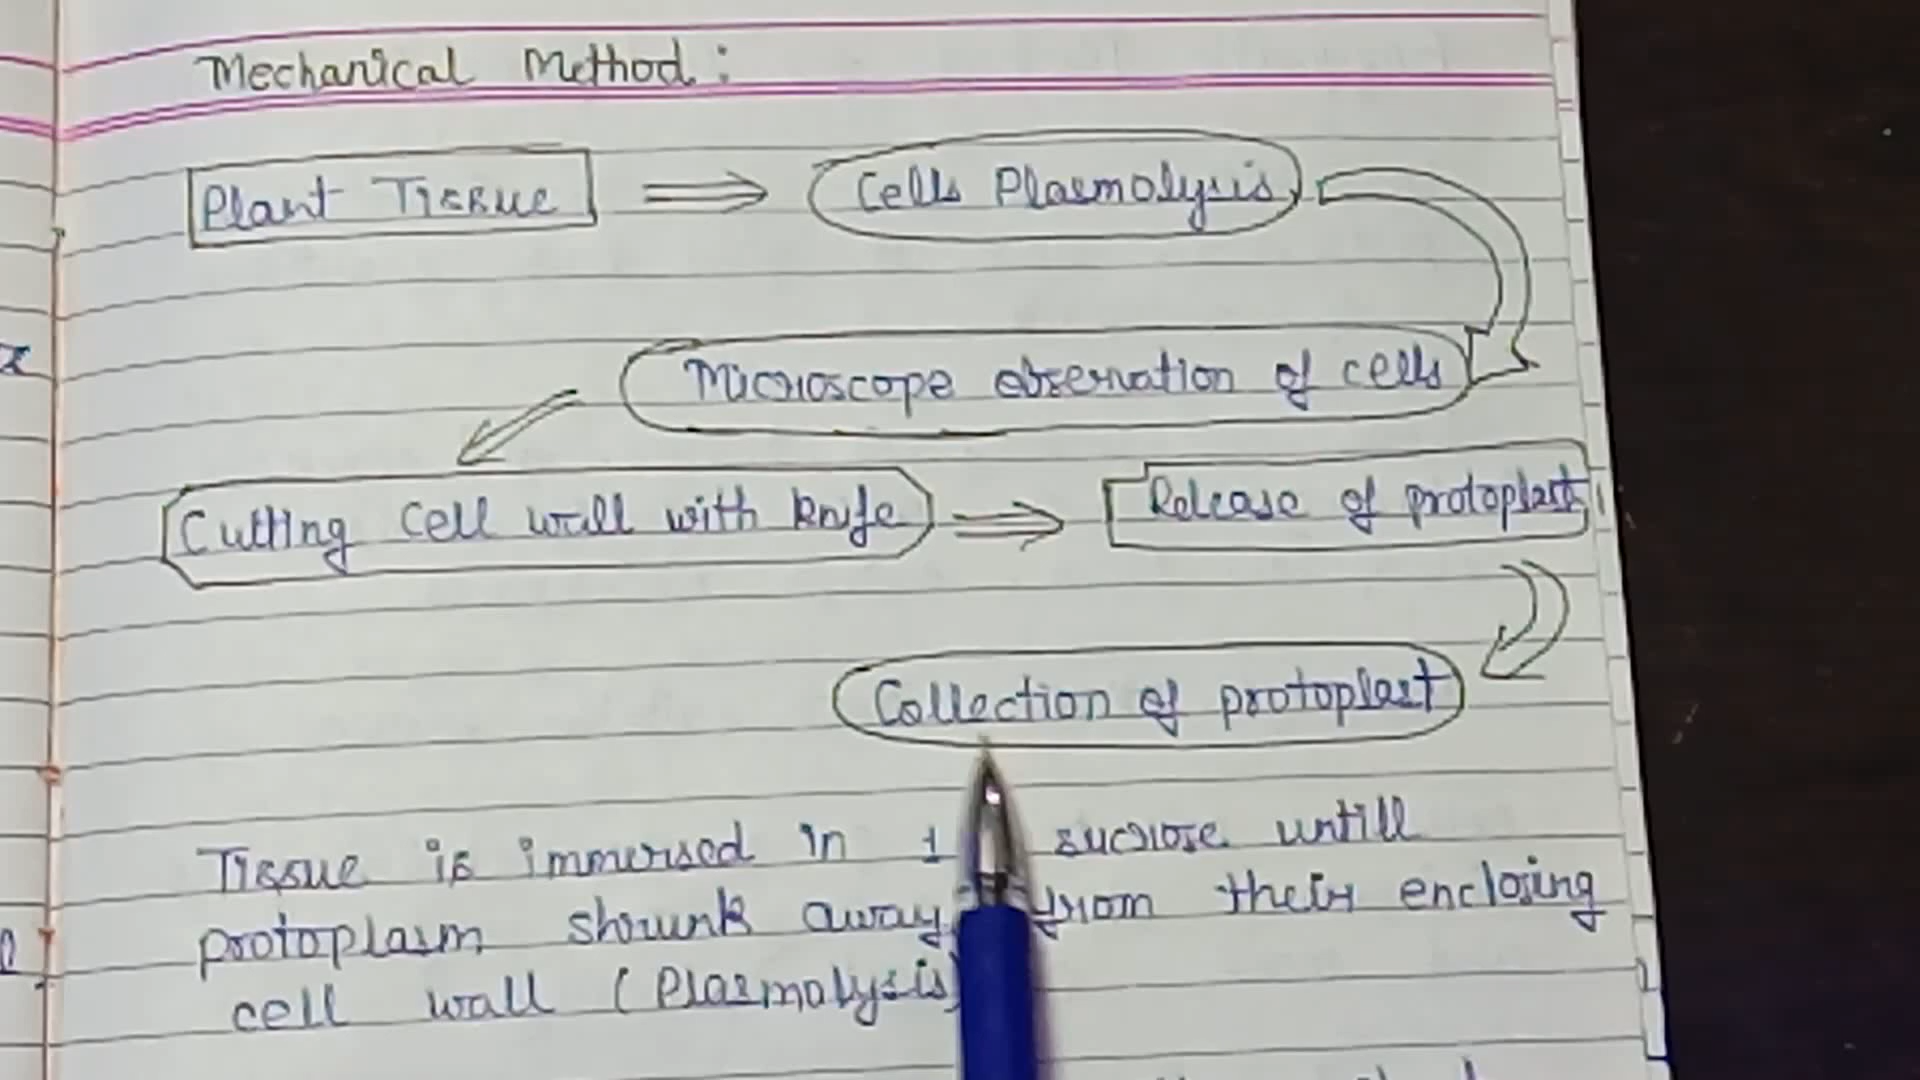 Mechanical Method:
Plant Tissue
Cells Plasmolysis
Microscope observation of cells
Cutting cell wall with knife
Release of protoplast
Collection of protoplast
Tissue is immersed in 1 sucrose untill
protoplasm shrunk away from their enclosing
cell wall (Plasmolysis)